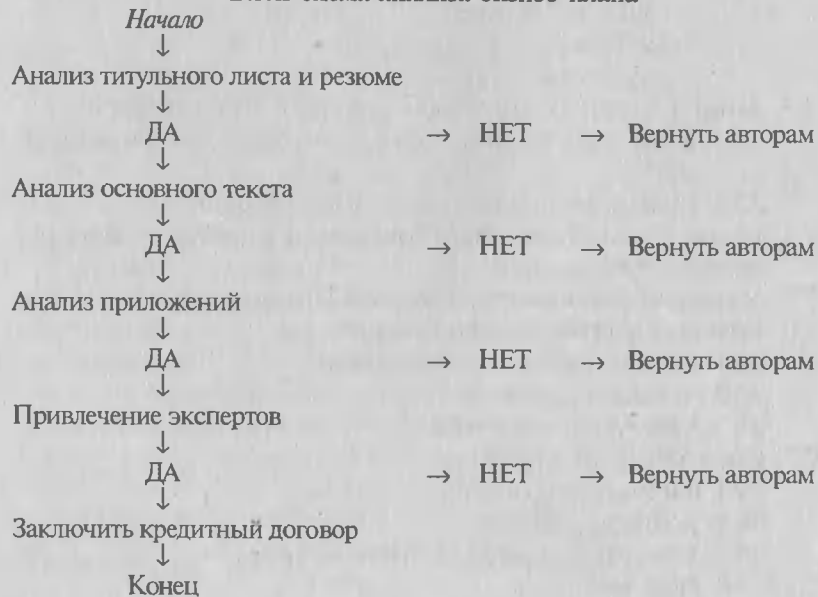 Начало
↓
Анализ титульного листа и резюме
↓
ДА → НЕТ → Вернуть авторам
↓
Анализ основного текста
↓
ДА → НЕТ → Вернуть авторам
↓
Анализ приложений
↓
ДА → НЕТ → Вернуть авторам
↓
Привлечение экспертов
↓
ДА → НЕТ → Вернуть авторам
↓
Заключить кредитный договор
↓
Конец